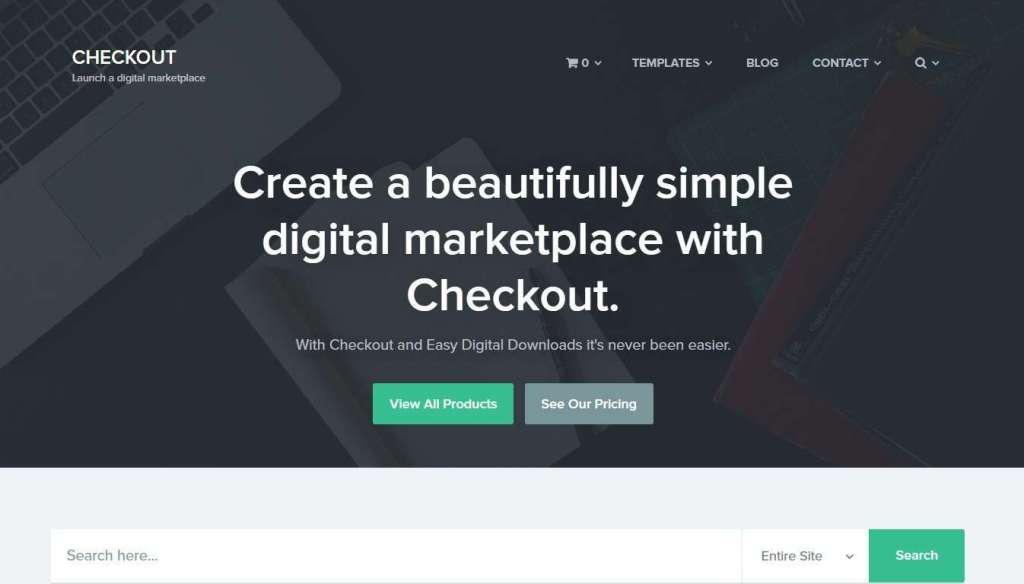 CHECKOUT
Launch a digital marketplace
0
TEMPLATES
BLOG
CONTACT
Create a beautifully simple
digital marketplace with
Checkout.
With Checkout and Easy Digital Downloads it's never been easier.
View All Products
See Our Pricing
Search here...
Entire Site
Search